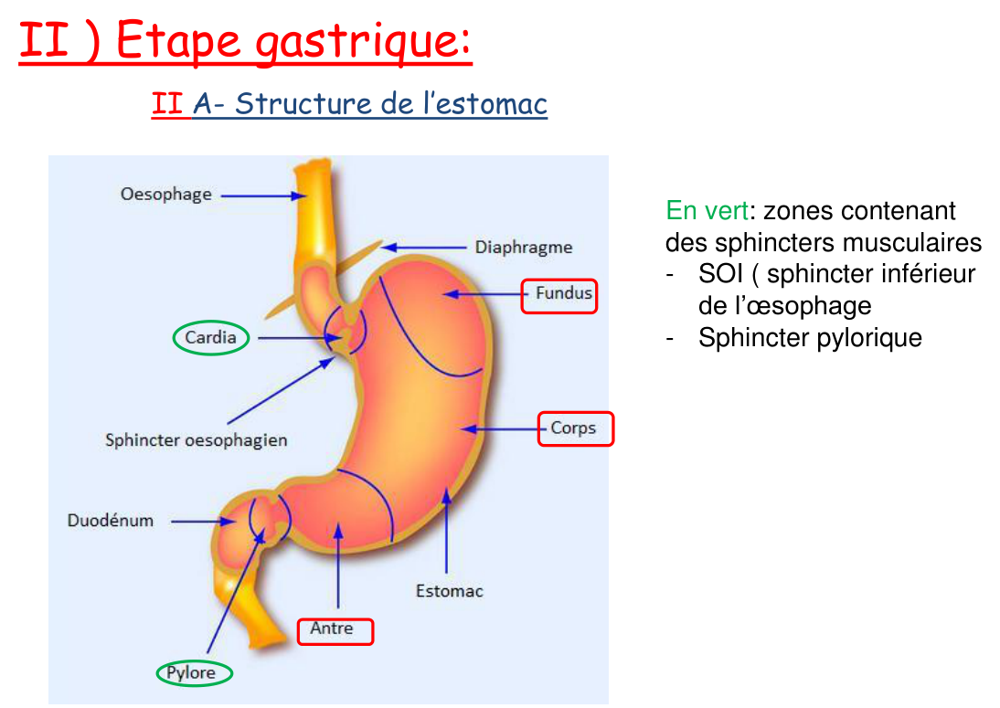 II ) Etape gastrique:
II A- Structure de l’estomac
Oesophage
Diaphragme
Fundus
Cardia
Corps
Sphincter oesophagien
Duodénum
Estomac
Antre
Pylore
En vert: zones contenant
des sphincters musculaires
- SOI ( sphincter inférieur
de l’œsophage
- Sphincter pylorique